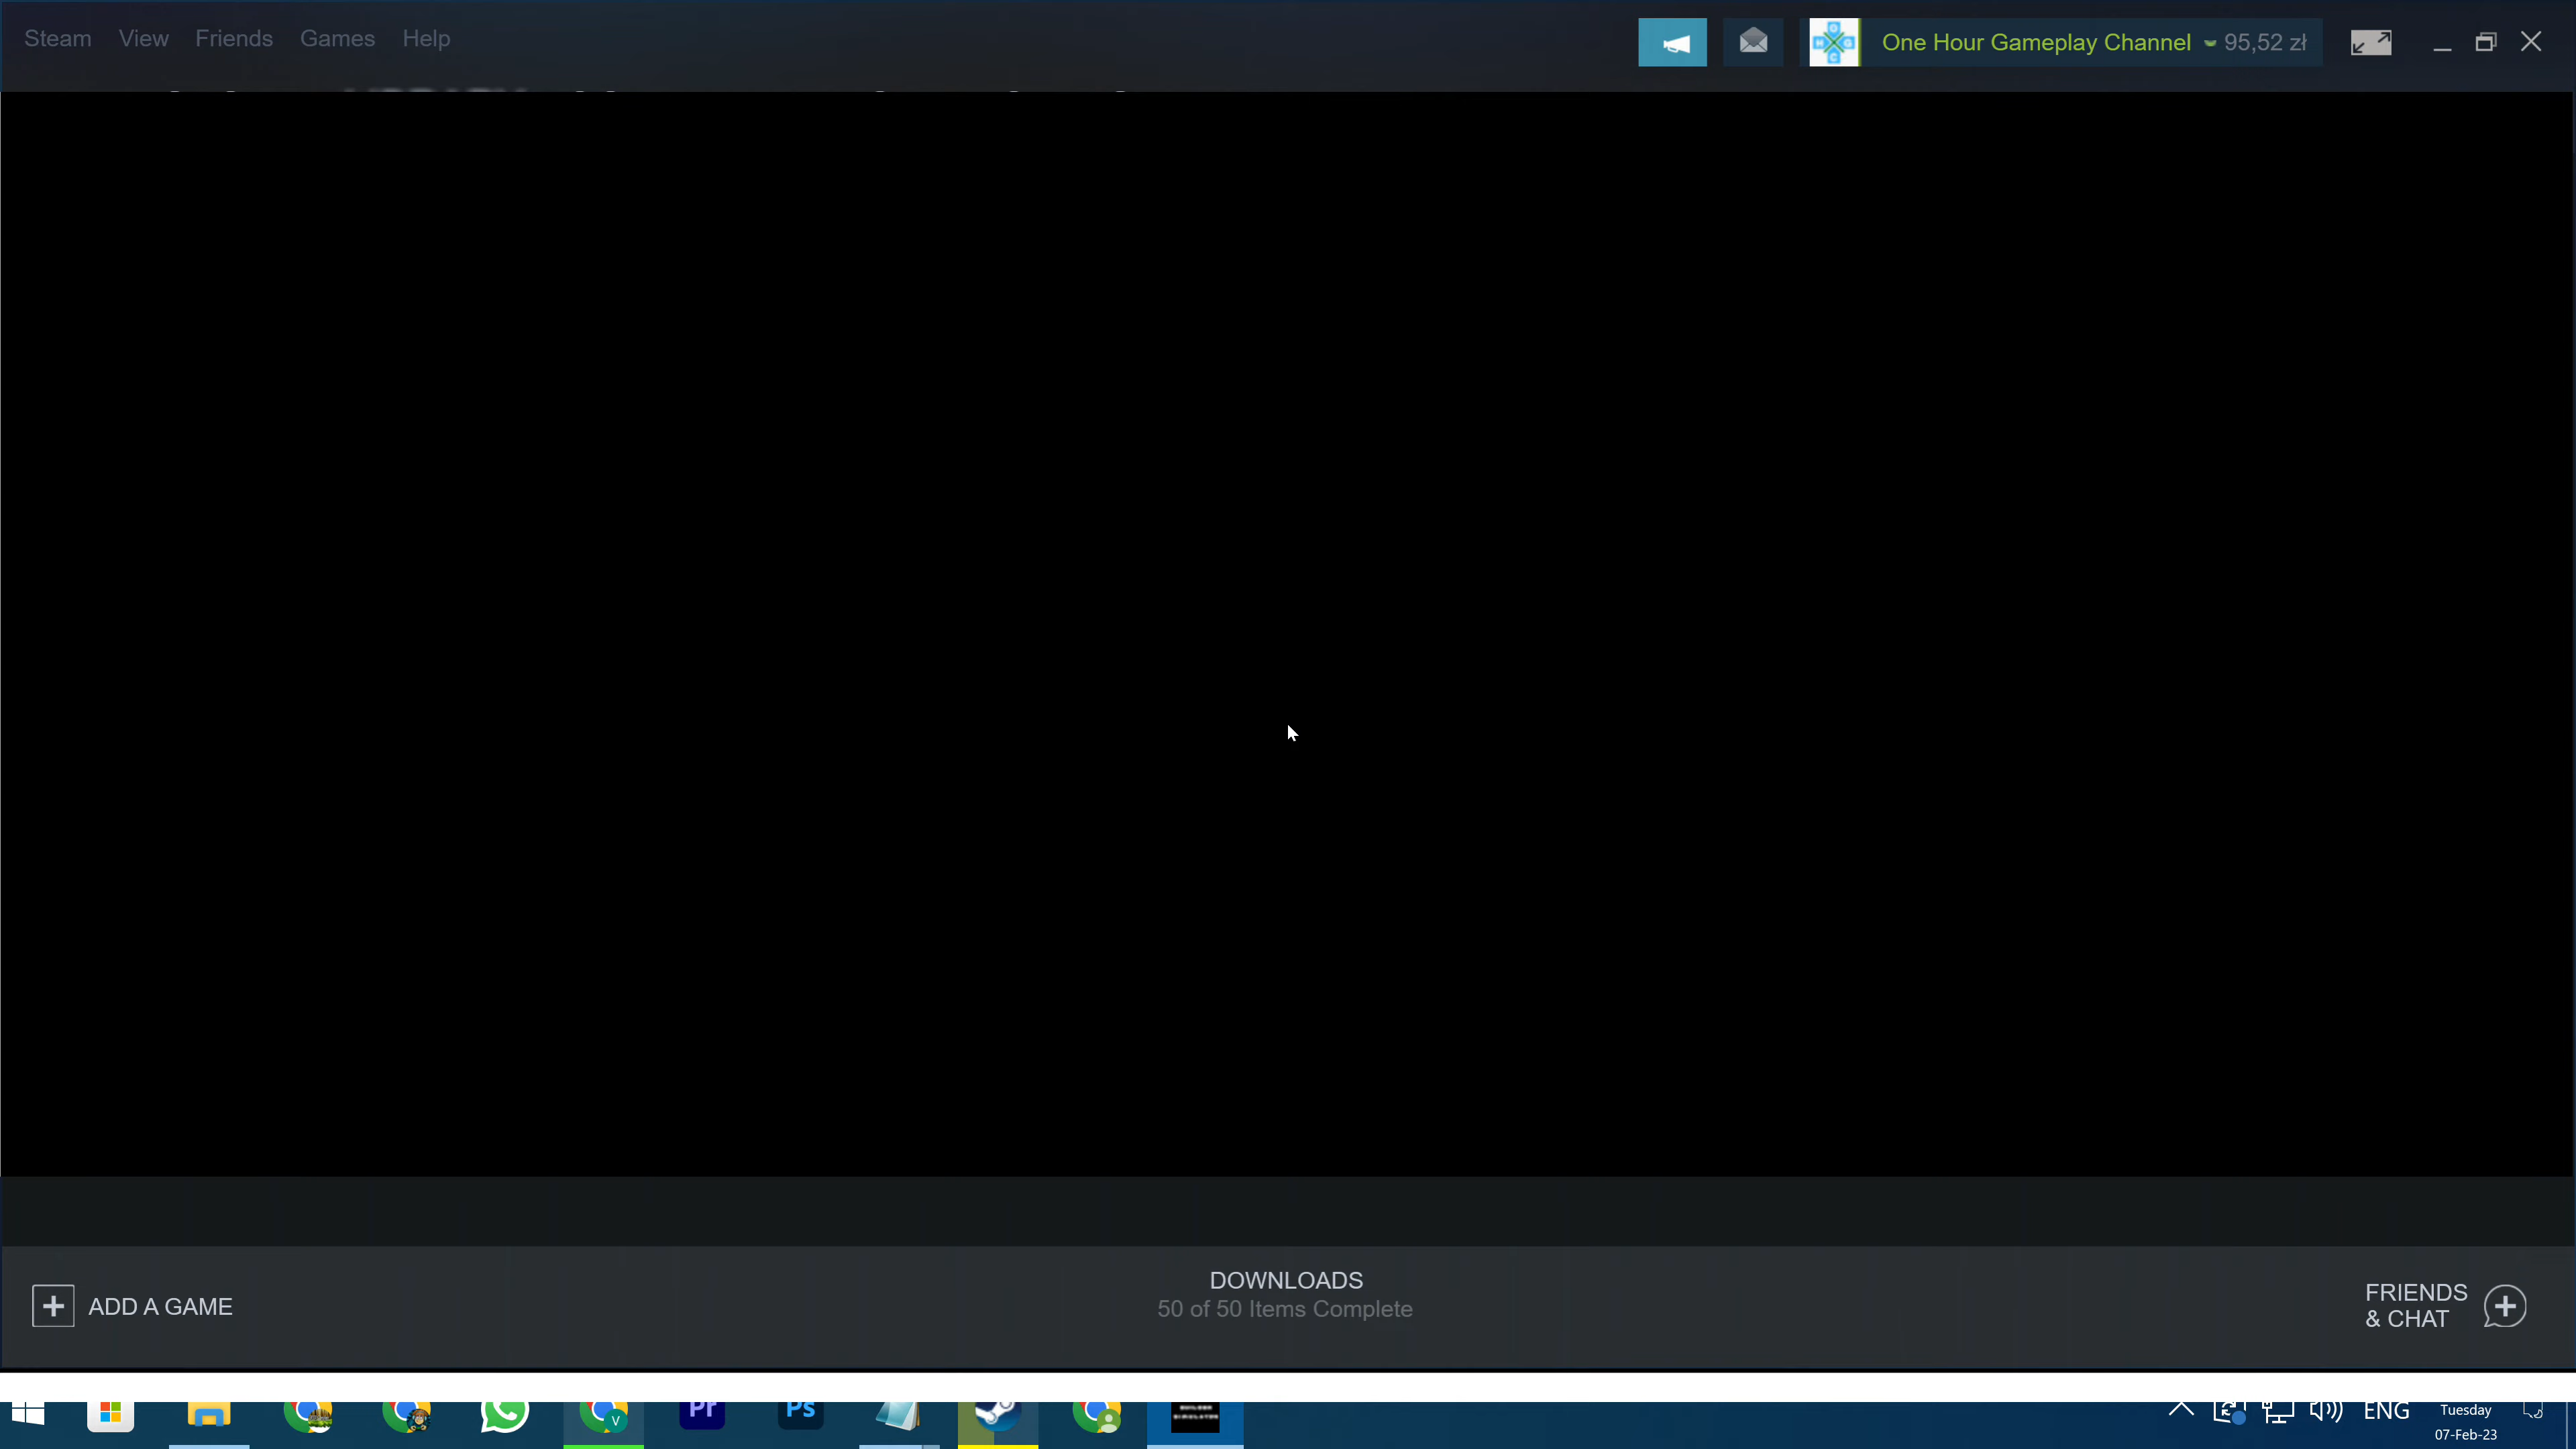 Steam View Friends Games Help
One Hour Gameplay Channel 95,52 zł
ADD A GAME
DOWNLOADS
50 of 50 Items Complete
FRIENDS
& CHAT
V
Pr
Ps
ENG
Tuesday
07-Feb-23